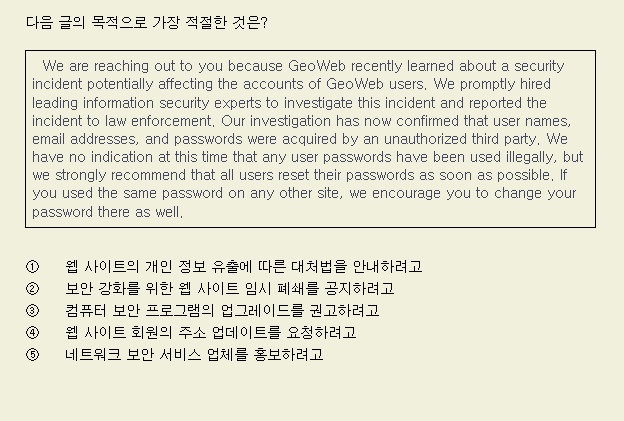 다음 글의 목적으로 가장 적절한 것은?
We are reaching out to you because GeoWeb recently learned about a security
incident potentially affecting the accounts of GeoWeb users. We promptly hired
leading information security experts to investigate this incident and reported the
incident to law enforcement. Our investigation has now confirmed that user names,
email addresses, and passwords were acquired by an unauthorized third party. We
have no indication at this time that any user passwords have been used illegally, but
we strongly recommend that all users reset their passwords as soon as possible. If
you used the same password on any other site, we encourage you to change your
password there as well.
① 웹 사이트의 개인 정보 유출에 따른 대처법을 안내하려고
② 보안 강화를 위한 웹 사이트 임시 폐쇄를 공지하려고
③ 컴퓨터 보안 프로그램의 업그레이드를 권고하려고
④ 웹 사이트 회원의 주소 업데이트를 요청하려고
⑤ 네트워크 보안 서비스 업체를 홍보하려고